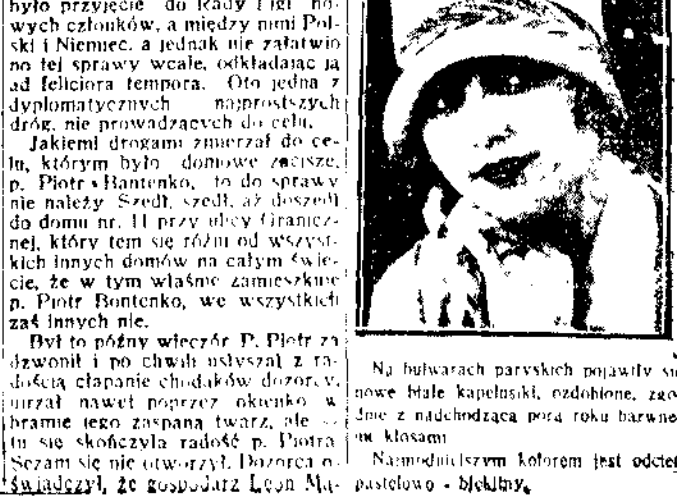 było przyjęcie do Rady Ligi no-
wych członków, a między nimi Pol-
ski i Niemiec, a jednak nie załatwio
no tej sprawy wcale, odkładając ją
ad feliciora tempora. Oto jedna z
dyplomatycznych najprostszych
dróg, nie prowadzących do celu.
Jakiemi drogami zmierzał do ce-
lu, którym było domowe zacisze,
p. Piotr Bantenko, to do sprawy
nie należy. Szedł, szedł, aż doszedł
do domu nr. 11 przy ulicy Granicz-
nej, który tem się różni od wszyst-
kich innych domów na całym świe-
cie, że w tym właśnie zamieszkuje
p. Piotr Bontenko, we wszystkich
zaś innych nie.
Był to późny wieczór. P. Piotr za
dzwonił i po chwili usłyszał z ra-
dością człapanie chodaków dozorcy,
ujrzał nawet poprzez okienko w
bramie jego zaspaną twarz, ale
tu się skończyła radość p. Piotra
Sezam się nie otworzył. Dozorca o-
świadczył, że gospodarz Leon Ma-
Na bulwarach paryskich pojawiły si
nowe białe kapelusiki, ozdobione, zgo
dnie z nadchodzącą porą roku barwne
mi kłosami
Najmodniejszym kolorem jest odcień
pastelowo - błękitny.